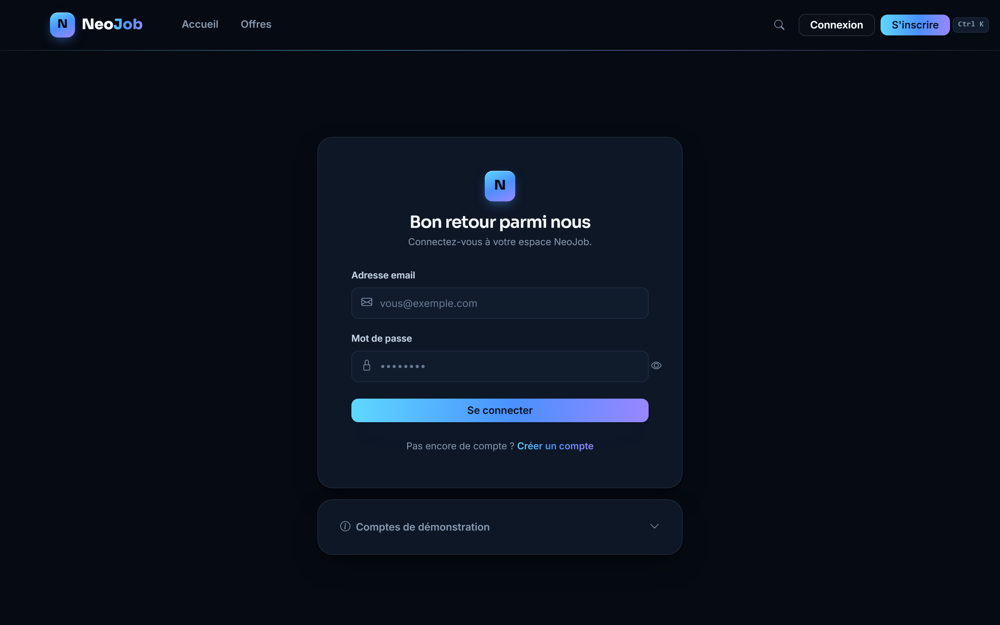 N NeoJob Accueil Offres Connexion S'inscrire Ctrl K
N
Bon retour parmi nous
Connectez-vous à votre espace NeoJob.
Adresse email
vous@exemple.com
Mot de passe
••••••••
Se connecter
Pas encore de compte ? Créer un compte
Comptes de démonstration